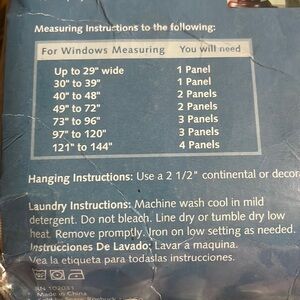 Measuring Instructions to the following:
For Windows Measuring You will need
Up to 29" wide 1 Panel
30" to 39" 1 Panel
40" to 48" 2 Panels
49" to 72" 2 Panels
73" to 96" 3 Panels
97" to 120" 3 Panels
121" to 144" 4 Panels
Hanging Instructions: Use a 2 1/2" continental or decora
Laundry Instructions: Machine wash cool in mild
detergent. Do not bleach. Line dry or tumble dry low
heat. Remove promptly. Iron on low setting as needed.
Instrucciones De Lavado: Lavar a maquina.
Vea la etiqueta para todaslas instrucciones.
RN 102031
Made in China